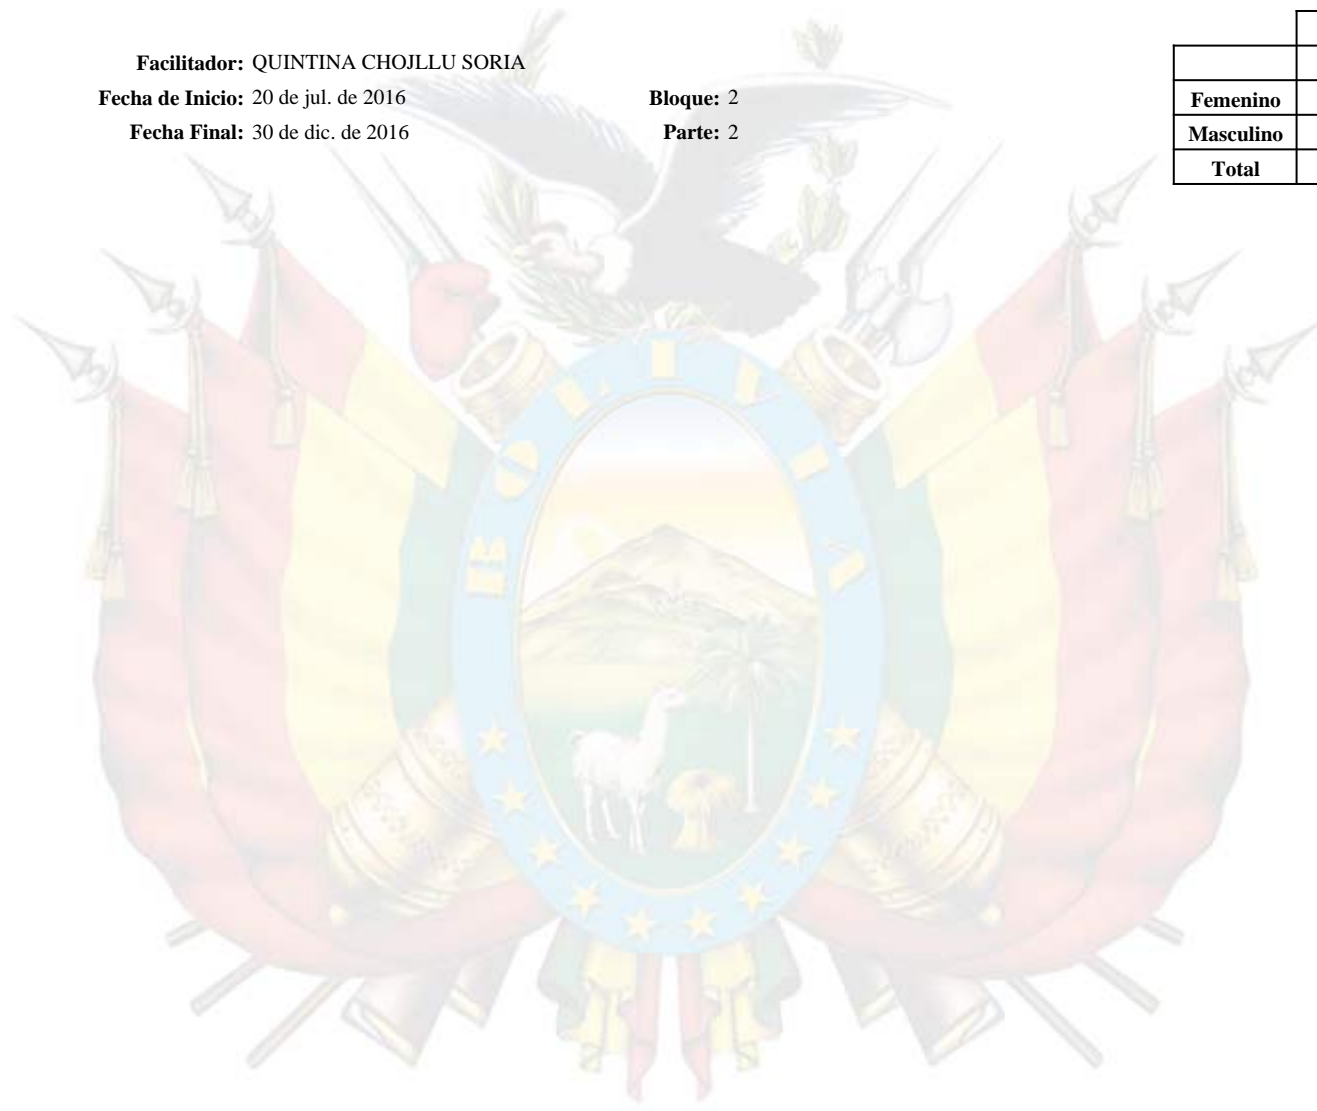 Facilitador: QUINTINA CHOJLLU SORIA
Fecha de Inicio: 20 de jul. de 2016 Bloque: 2
Femenino
Fecha Final: 30 de dic. de 2016 Parte: 2
Masculino
Total
BOLIVIA